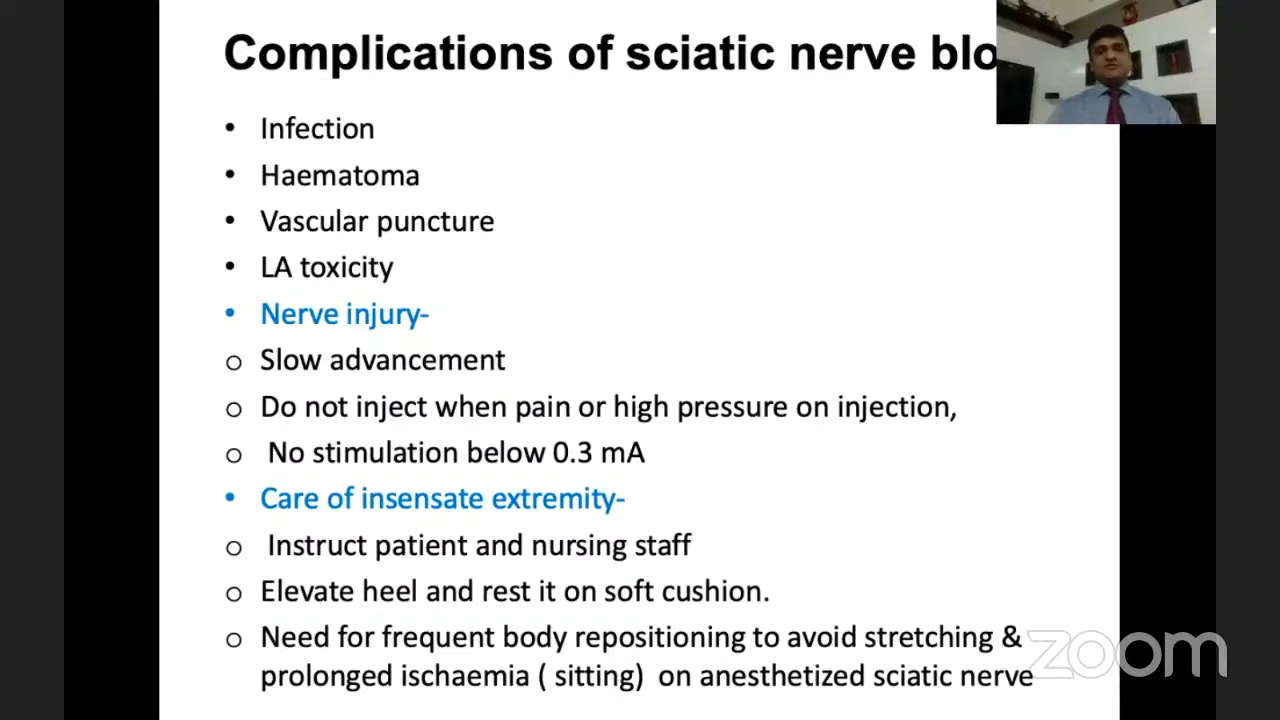 Complications of sciatic nerve blo
• Infection
• Haematoma
• Vascular puncture
• LA toxicity
• Nerve injury-
o Slow advancement
o Do not inject when pain or high pressure on injection,
o No stimulation below 0.3 mA
• Care of insensate extremity-
o Instruct patient and nursing staff
o Elevate heel and rest it on soft cushion.
o Need for frequent body repositioning to avoid stretching &
prolonged ischaemia ( sitting) on anesthetized sciatic nerve
zoom